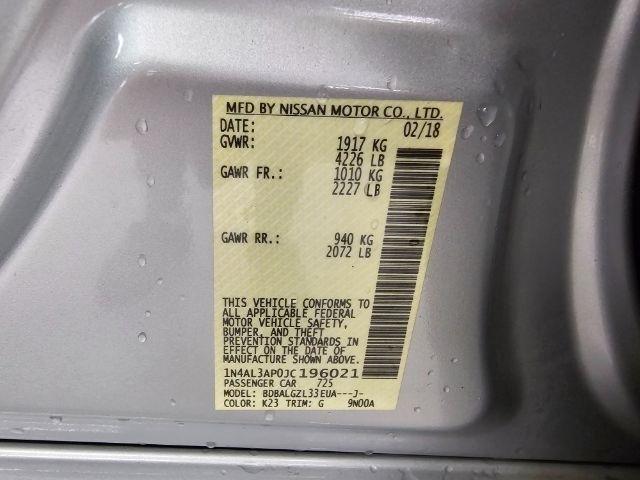 MFD BY NISSAN MOTOR CO., LTD.
DATE: 02/18
GVWR: 1917 KG
4226 LB
GAWR FR.: 1010 KG
2227 LB
GAWR RR.: 940 KG
2072 LB
THIS VEHICLE CONFORMS TO
ALL APPLICABLE FEDERAL
MOTOR VEHICLE SAFETY,
BUMPER, AND THEFT
PREVENTION STANDARDS IN
EFFECT ON THE DATE OF
MANUFACTURE SHOWN ABOVE.
1N4AL3AP0JC196021
PASSENGER CAR 725
MODEL: BDBALGZL33EUA---J-
COLOR: K23 TRIM: G 9N00A